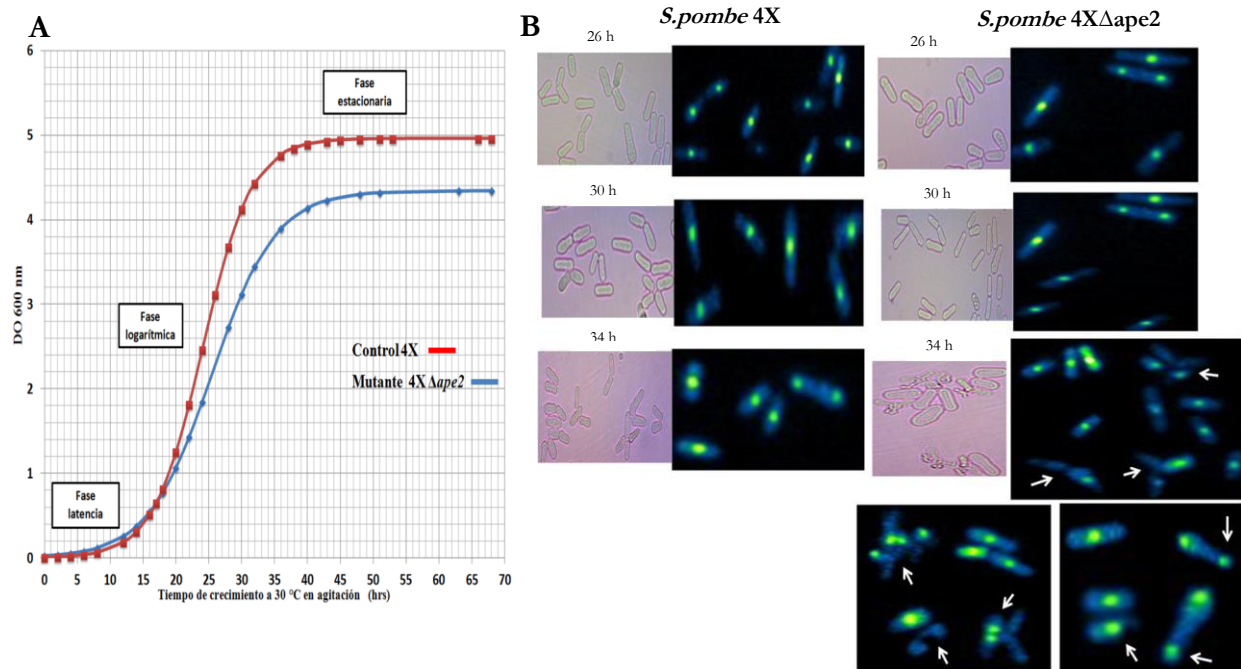 A
6
5
4
3
2
1
0
DO 600 nm
Fase
estacionaria
Fase
logarítmica
Control 4X
Mutante 4X Δape2
Fase
latencia
0 5 10 15 20 25 30 35 40 45 50 55 60 65 70
Tiempo de crecimiento a 30 °C en agitación (hrs)
B
S.pombe 4X
S.pombe 4XΔape2
26 h
26 h
30 h
30 h
34 h
34 h